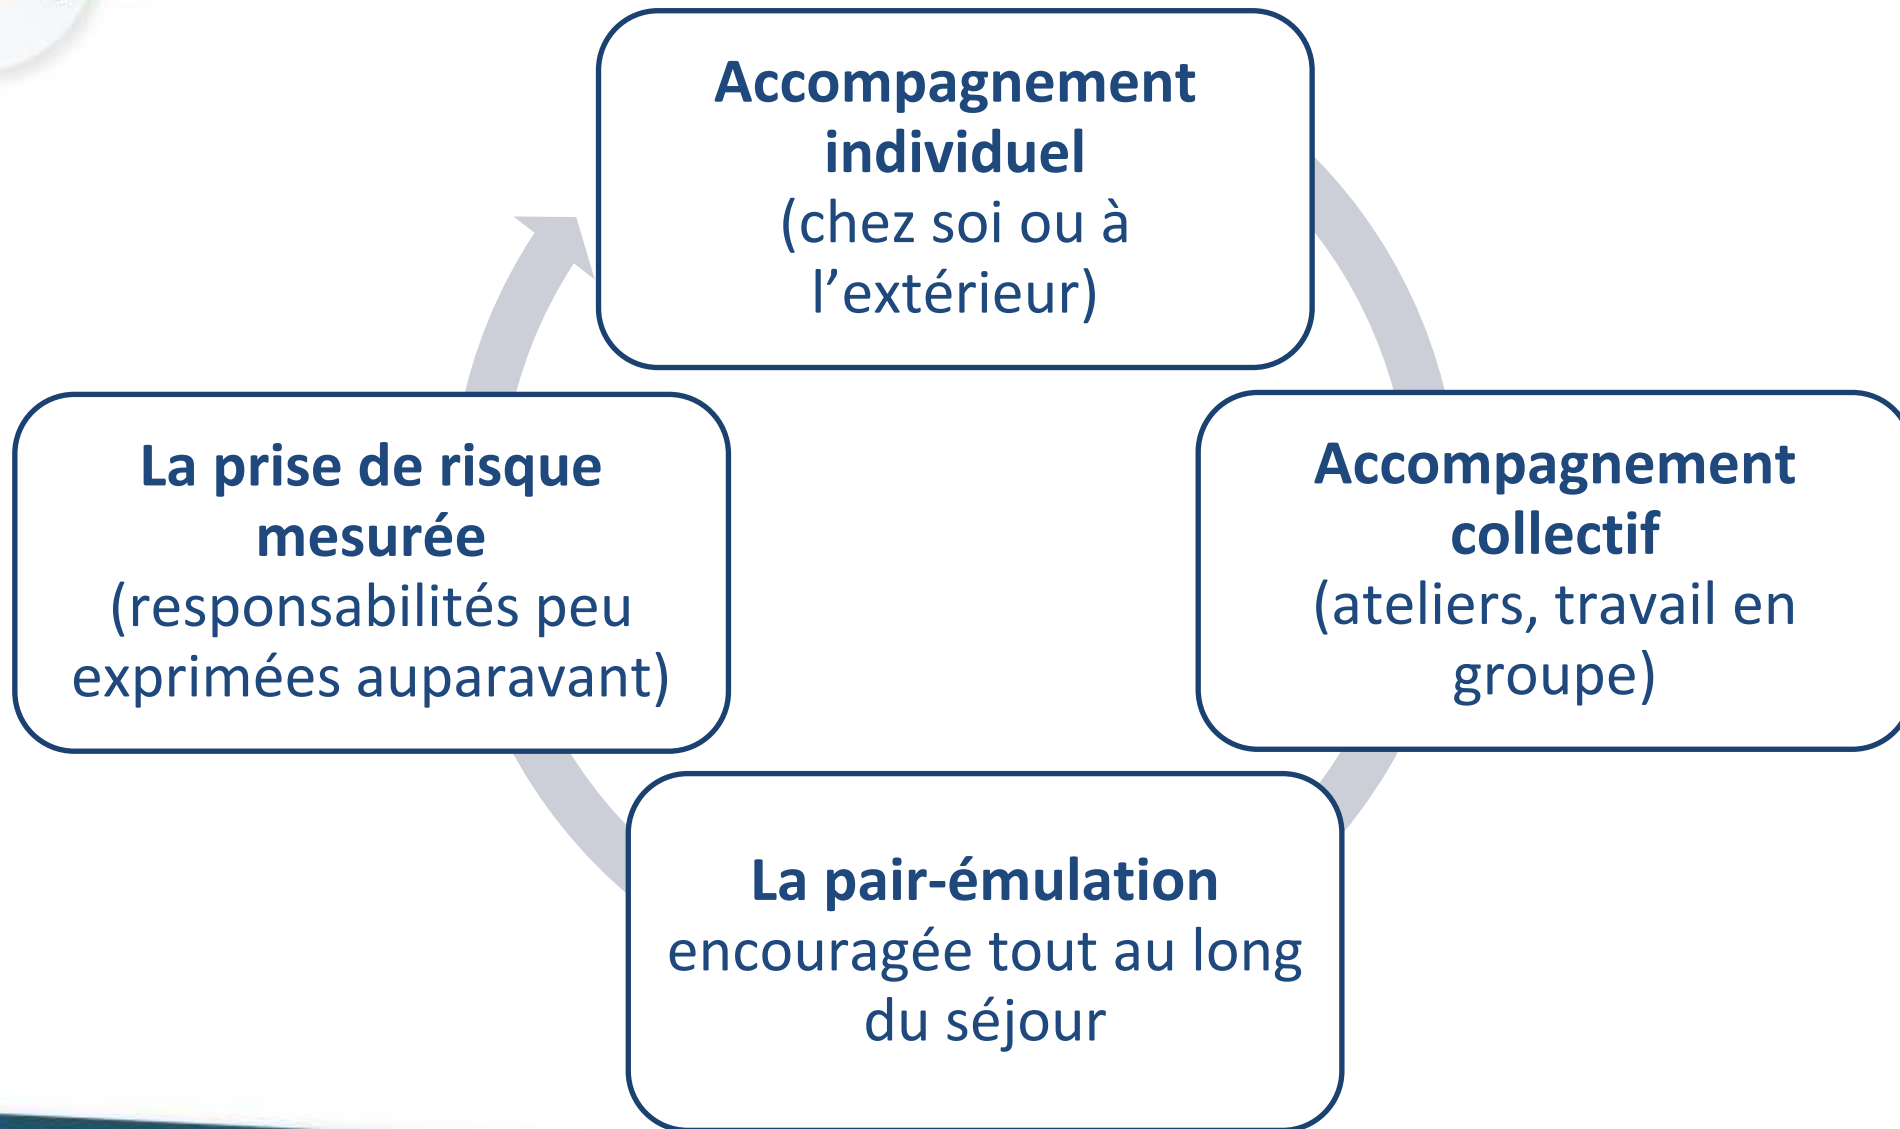 Accompagnement
individuel
(chez soi ou à
l’extérieur)
Accompagnement
collectif
(ateliers, travail en
groupe)
La pair-émulation
encouragée tout au long
du séjour
La prise de risque
mesurée
(responsabilités peu
exprimées auparavant)